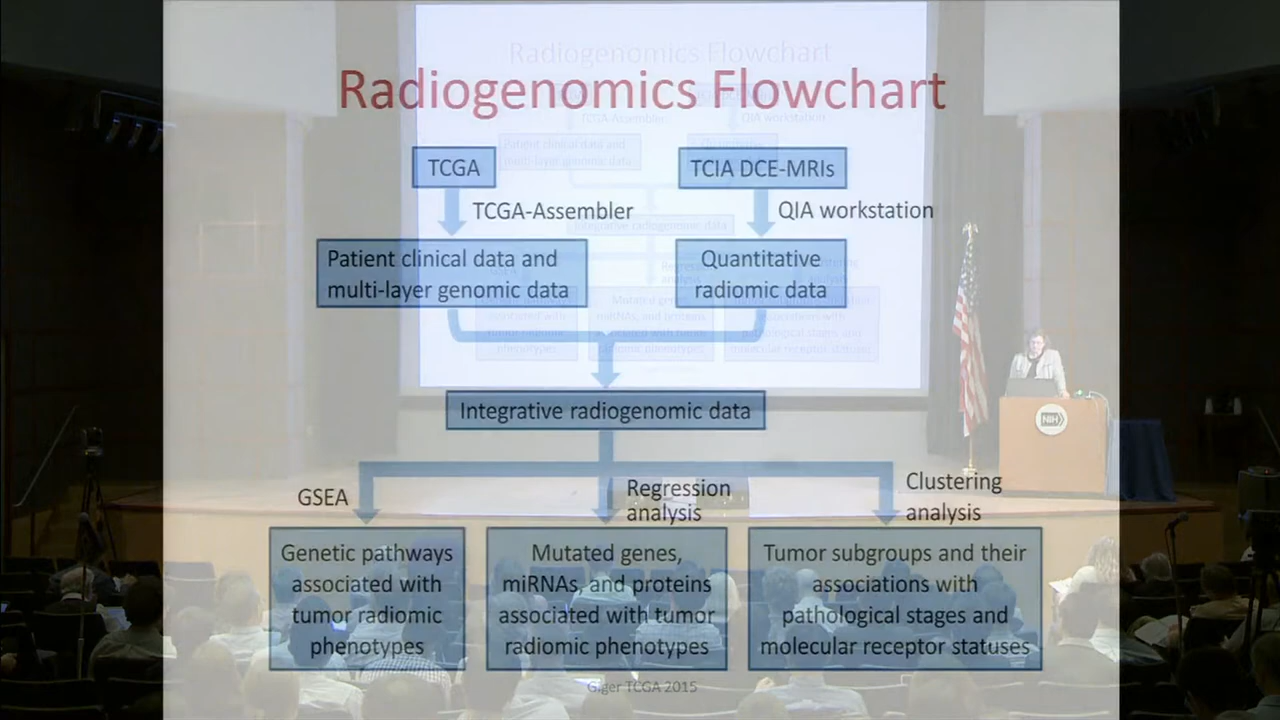 Radiogenomics Flowchart
Radiogenomics Flowchart
TCGA
TCIA DCE-MRIs
TCGA-Assembler
QIA workstation
Patient clinical data and
multi-layer genomic data
Quantitative
radiomic data
Integrative radiogenomic data
GSEA
Regression
analysis
Clustering
analysis
Genetic pathways
associated with
tumor radiomic
phenotypes
Mutated genes,
miRNAs, and proteins
associated with tumor
radiomic phenotypes
Tumor subgroups and their
associations with
pathological stages and
molecular receptor statuses
Giger TCGA 2015
NIH